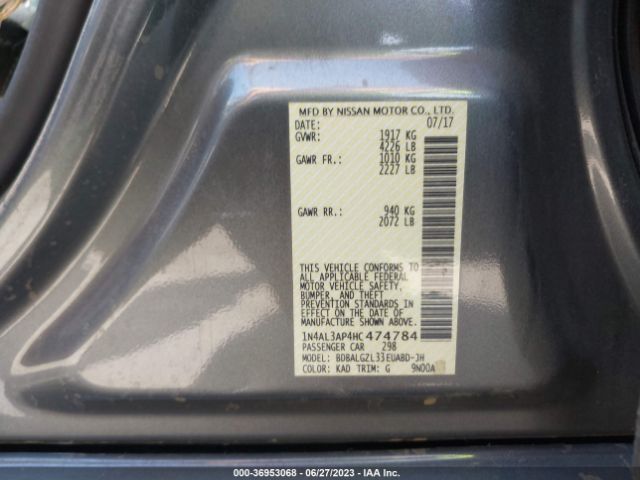 MFD BY NISSAN MOTOR CO., LTD.
DATE: 07/17
GVWR: 1917 KG
4226 LB
GAWR FR.: 1010 KG
2227 LB
GAWR RR.: 940 KG
2072 LB
THIS VEHICLE CONFORMS TO
ALL APPLICABLE FEDERAL
MOTOR VEHICLE SAFETY,
BUMPER, AND THEFT
PREVENTION STANDARDS IN
EFFECT ON THE DATE OF
MANUFACTURE SHOWN ABOVE.
1N4AL3AP4HC474784
PASSENGER CAR 298
MODEL: BDBALGZL33EUABD-JH
COLOR: KAD TRIM: G 9N00A
000-36953068 - 06/27/2023 - IAA Inc.